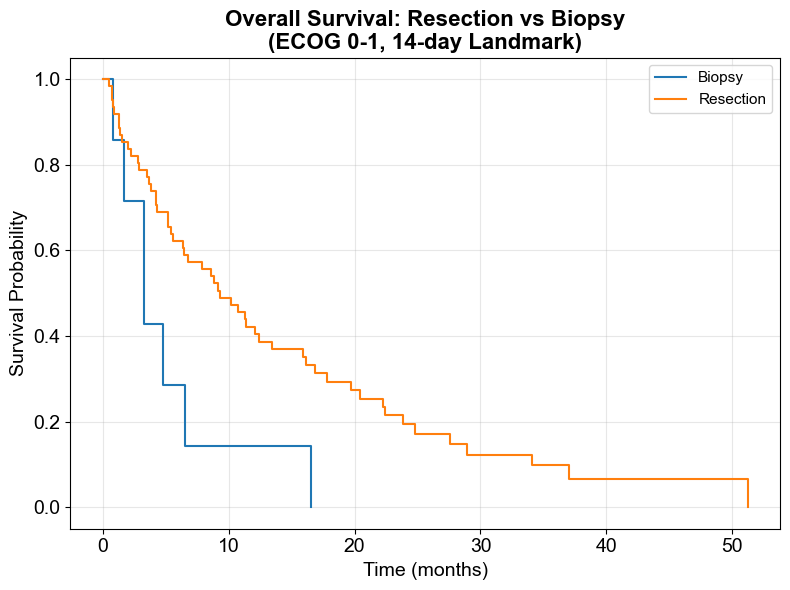 Overall Survival: Resection vs Biopsy
(ECOG 0-1, 14-day Landmark)
Biopsy
Resection
Survival Probability
1.0
0.8
0.6
0.4
0.2
0.0
0 10 20 30 40 50
Time (months)